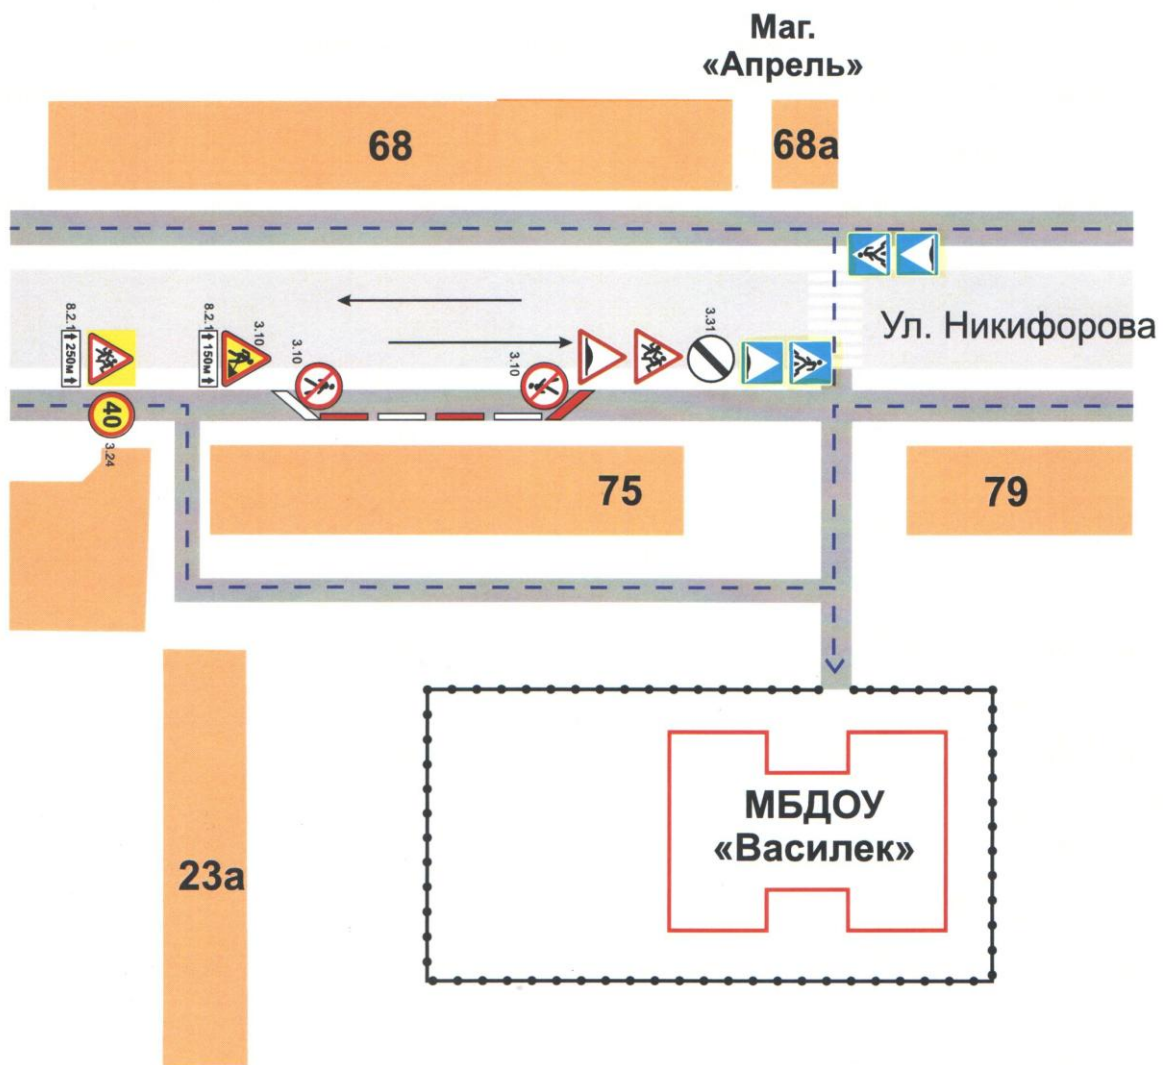 Маг.
«Апрель»
68
68а
Ул. Никифорова
8.2.1
250м
40
3.24
8.2.1
150м
3.10
3.10
3.10
3.31
75
79
МБДОУ
«Василек»
23а